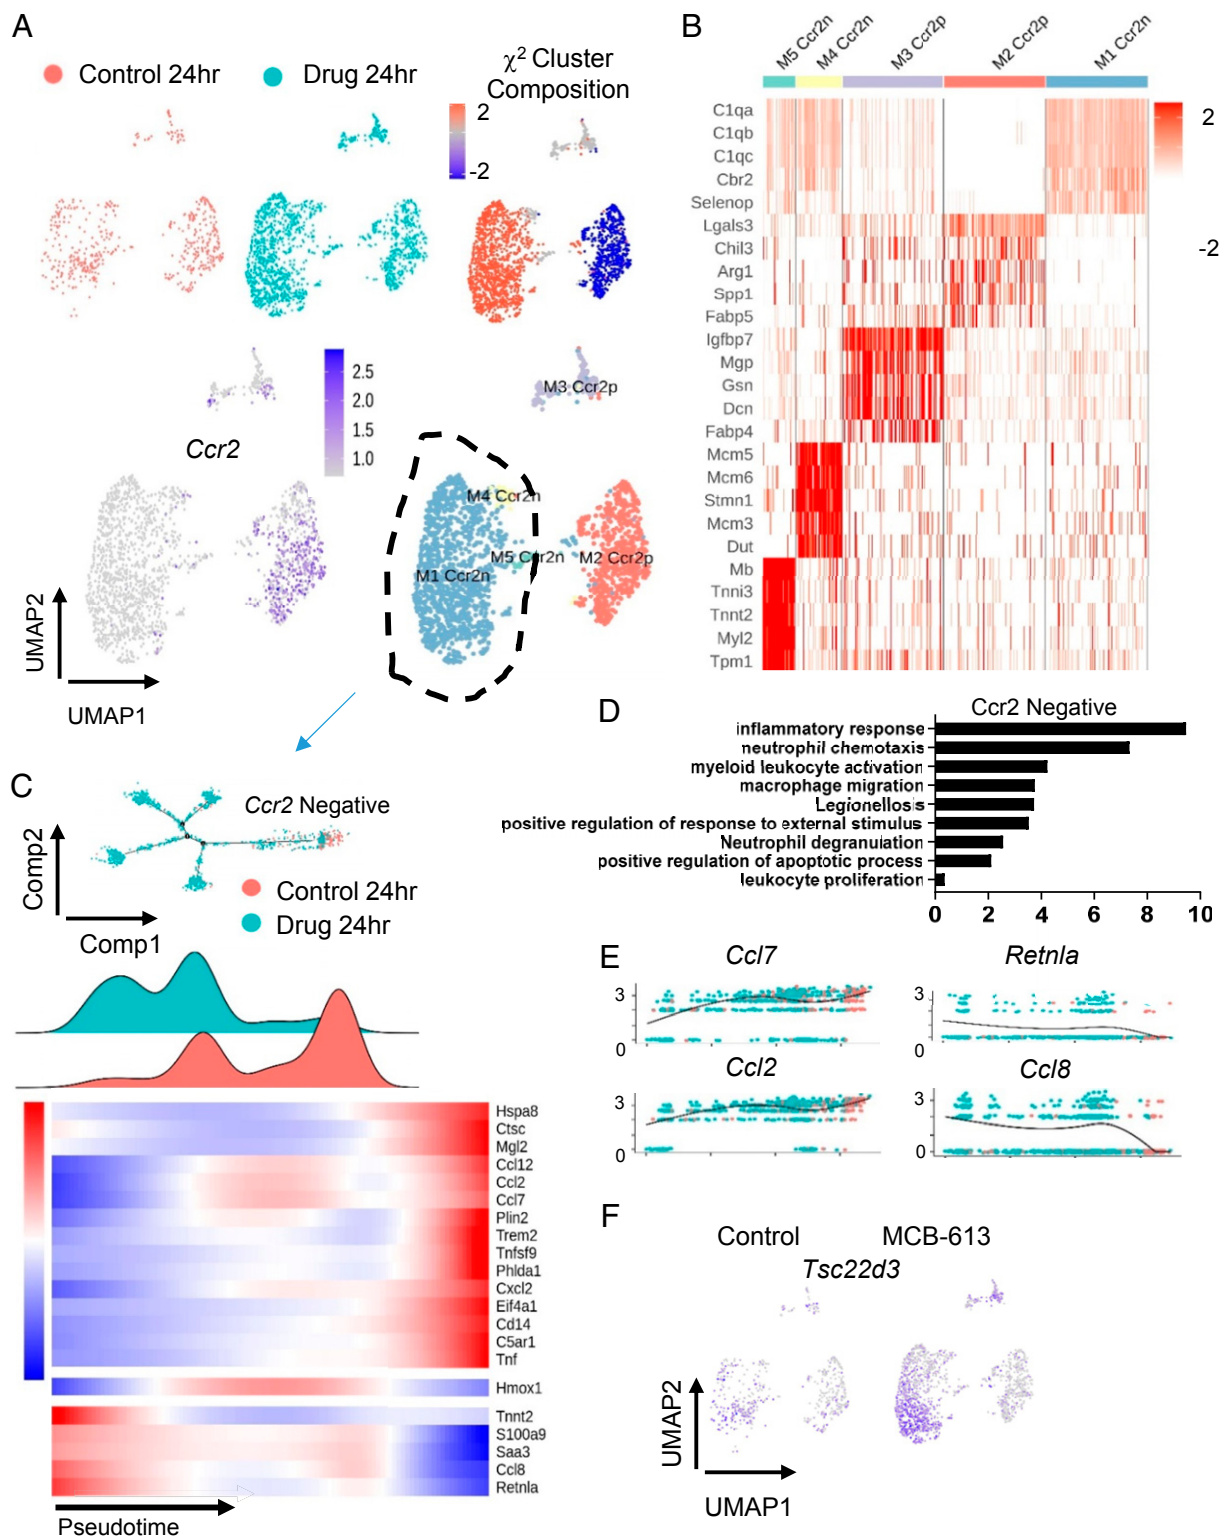 A
Control 24hr
Drug 24hr
χ2 Cluster
Composition
2
-2
2.5
2.0
1.5
1.0
Ccr2
M3 Ccr2p
M4 Ccr2n
M5 Ccr2n
M2 Ccr2p
M1 Ccr2n
UMAP2
UMAP1
B
M5 Ccr2n
M4 Ccr2n
M3 Ccr2p
M2 Ccr2p
M1 Ccr2n
C1qa
C1qb
C1qc
Cbr2
Selenop
Lgals3
Chil3
Arg1
Spp1
Fabp5
Igfbp7
Mgp
Gsn
Dcn
Fabp4
Mcm5
Mcm6
Stmn1
Mcm3
Dut
Mb
Tnni3
Tnnt2
Myl2
Tpm1
2
-2
C
Ccr2 Negative
Control 24hr
Drug 24hr
Comp2
Comp1
Hspa8
Ctsc
Mgl2
Ccl12
Ccl2
Ccl7
Plin2
Trem2
Tnfsf9
Phlda1
Cxcl2
Eif4a1
Cd14
C5ar1
Tnf
Hmox1
Tnnt2
S100a9
Saa3
Ccl8
Retnla
Pseudotime
D
Ccr2 Negative
inflammatory response
neutrophil chemotaxis
myeloid leukocyte activation
macrophage migration
Legionellosis
positive regulation of response to external stimulus
Neutrophil degranulation
positive regulation of apoptotic process
leukocyte proliferation
0 2 4 6 8 10
E
Ccl7
3
0
Retnla
3
0
Ccl2
3
0
Ccl8
3
0
F
Control
MCB-613
Tsc22d3
UMAP2
UMAP1